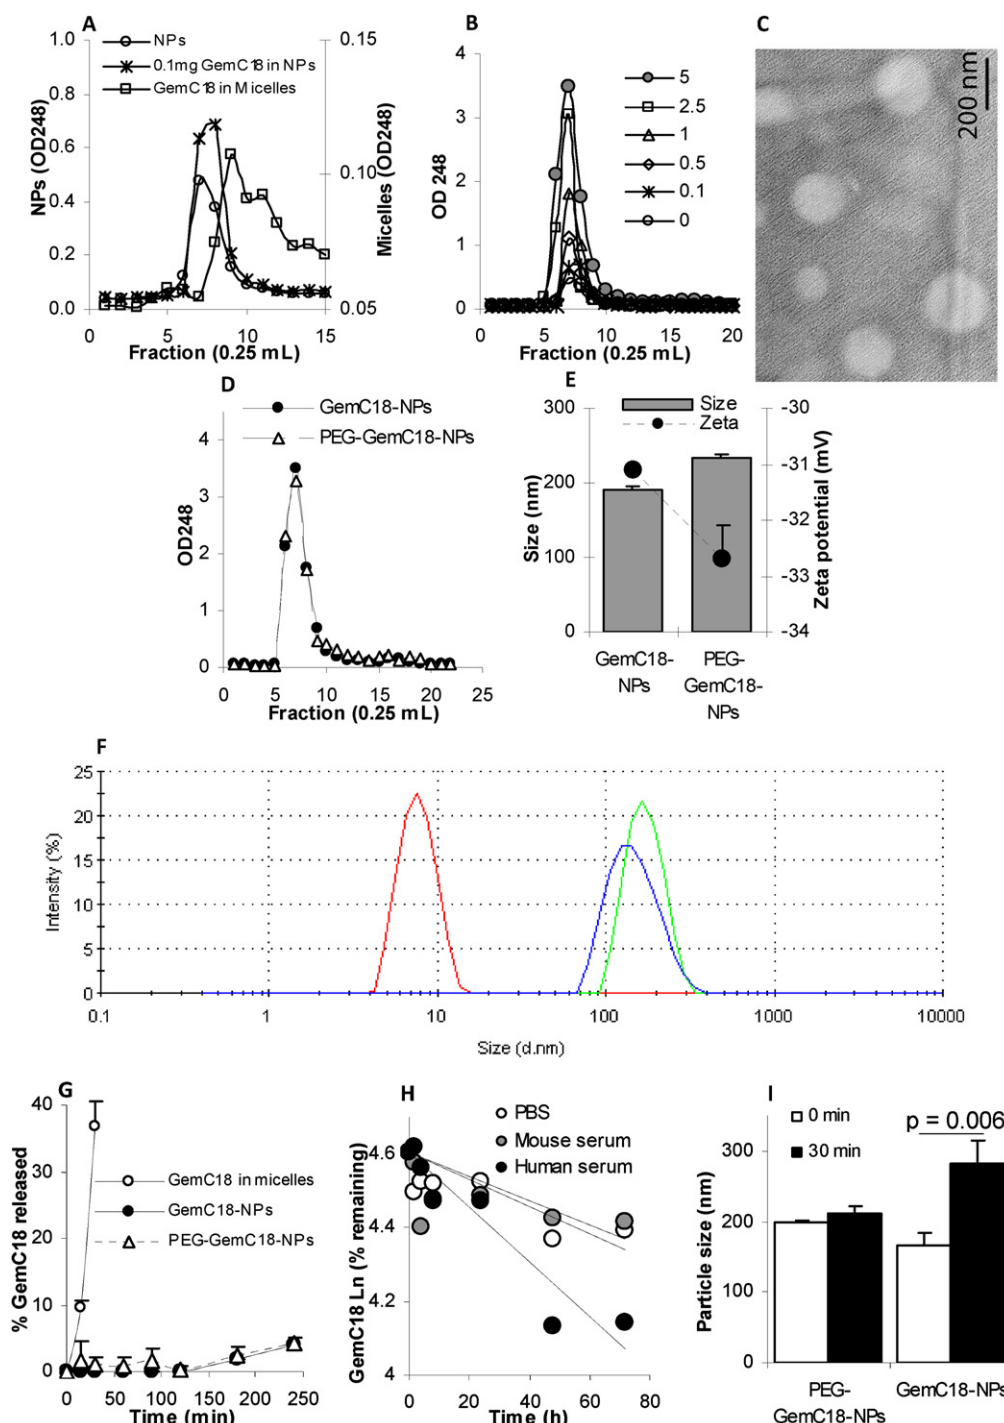 A
NPs
0.1mg GemC18 in NPs
GemC18 in Micelles
NPs (OD248)
1.0
0.8
0.6
0.4
0.2
0.0
0.15
0.10
0.05
Micelles (OD248)
0 5 10 15
Fraction (0.25 mL)
B
OD 248
4
3
2
1
0
5
2.5
1
0.5
0.1
0
0 5 10 15 20
Fraction (0.25 mL)
C
200 nm
D
GemC18-NPs
PEG-GemC18-NPs
OD248
4
3
2
1
0
0 5 10 15 20 25
Fraction (0.25 mL)
E
Size
Zeta
Size (nm)
300
200
100
0
-30
-31
-32
-33
-34
Zeta potential (mV)
GemC18-
NPs
PEG-
GemC18-
NPs
F
Intensity (%)
25
20
15
10
5
0
0.1 1 10 100 1000 10000
Size (d.nm)
G
% GemC18 released
40
30
20
10
0
GemC18 in micelles
GemC18-NPs
PEG-GemC18-NPs
0 50 100 150 200 250
Time (min)
H
PBS
Mouse serum
Human serum
GemC18 Ln (% remaining)
4.6
4.4
4.2
4
0 20 40 60 80
Time (h)
I
0 min
30 min
p = 0.006
Particle size (nm)
300
200
100
0
PEG-
GemC18-NPs
GemC18-NPs